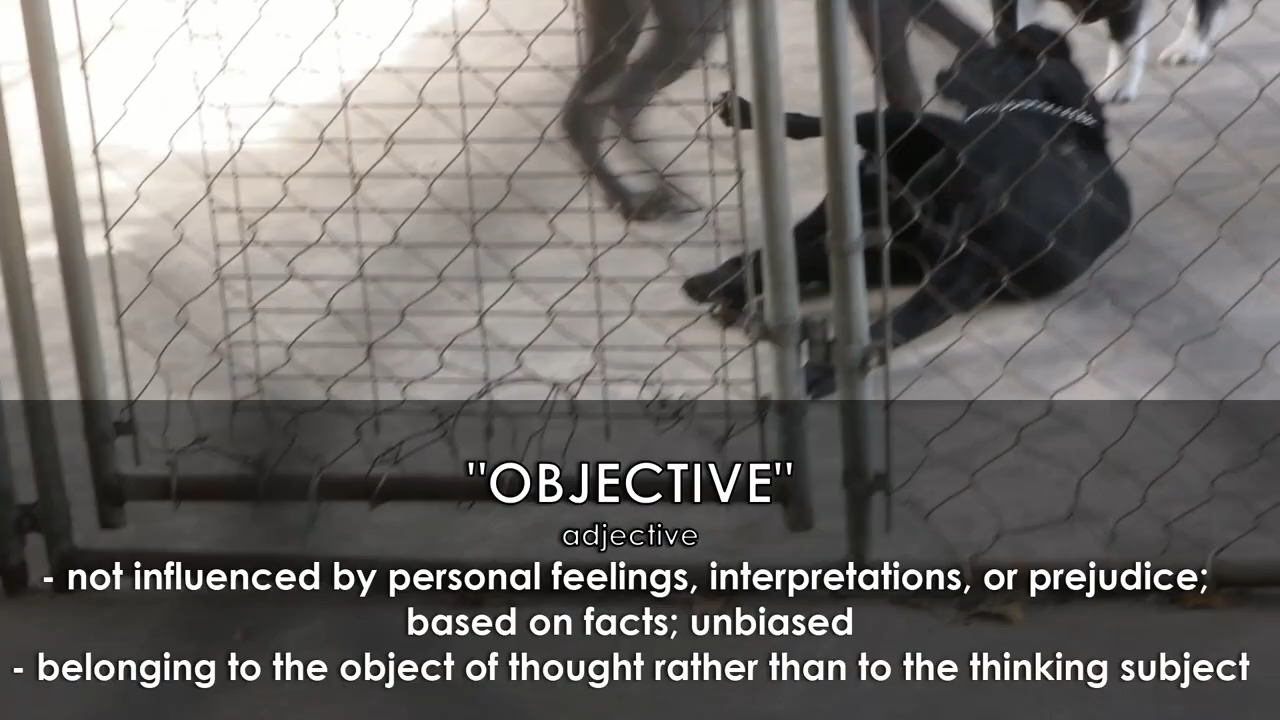 "OBJECTIVE"
adjective
- not influenced by personal feelings, interpretations, or prejudice;
based on facts; unbiased
- belonging to the object of thought rather than to the thinking subject